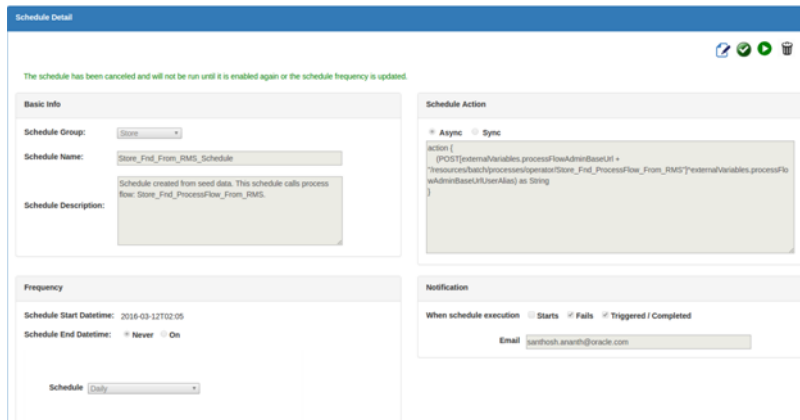 Schedule Detail
The schedule has been canceled and will not be run until it is enabled again or the schedule frequency is updated.
Basic Info
Schedule Group: Store
Schedule Name: Store_Fnd_From_RMS_Schedule
Schedule Description: Schedule created from seed data. This schedule calls process
flow: Store_Fnd_ProcessFlow_From_RMS.
Schedule Action
Async Sync
action {
(POST[externalVariables.processFlowAdminBaseUrl +
"/resources/batch/processes/operator/Store_Fnd_ProcessFlow_From_RMS"]^externalVariables.processFlo
wAdminBaseUrlUserAlias) as String
}
Frequency
Schedule Start Datetime: 2016-03-12T02:05
Schedule End Datetime: Never On
Schedule Daily
Notification
When schedule execution Starts Fails Triggered / Completed
Email santhosh.ananth@oracle.com